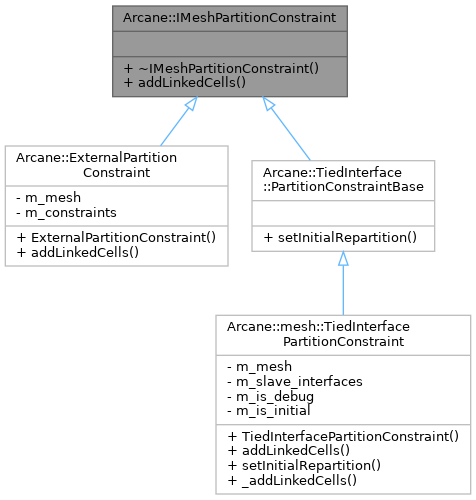 Arcane::IMeshPartitionConstraint
+ ~IMeshPartitionConstraint()
+ addLinkedCells()
Arcane::ExternalPartition
Constraint
- m_mesh
- m_constraints
+ ExternalPartitionConstraint()
+ addLinkedCells()
Arcane::TiedInterface
::PartitionConstraintBase
+ setInitialRepartition()
Arcane::mesh::TiedInterface
PartitionConstraint
- m_mesh
- m_slave_interfaces
- m_is_debug
- m_is_initial
+ TiedInterfacePartitionConstraint()
+ addLinkedCells()
+ setInitialRepartition()
+ _addLinkedCells()